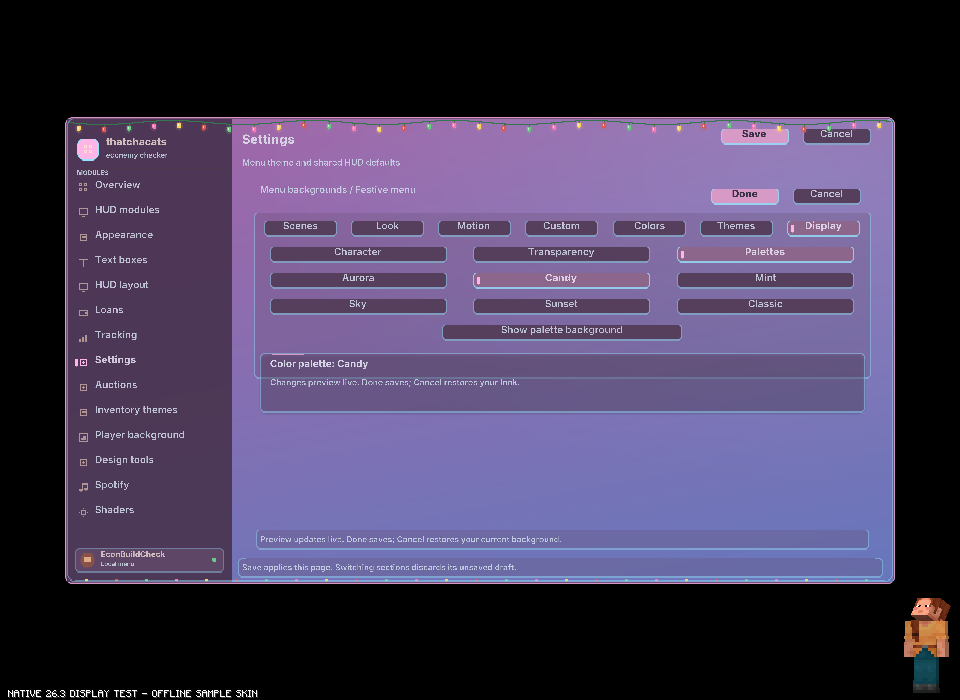 thatchacats
economy checker
MODULES
Overview
HUD modules
Appearance
Text boxes
HUD layout
Loans
Tracking
Settings
Auctions
Inventory themes
Player background
Design tools
Spotify
Shaders
EconBuildCheck
Local menu
Settings
Save
Cancel
Menu theme and shared HUD defaults
Menu backgrounds / Festive menu
Done
Cancel
Scenes
Look
Motion
Custom
Colors
Themes
Display
Character
Transparency
Palettes
Aurora
Candy
Mint
Sky
Sunset
Classic
Show palette background
Color palette: Candy
Changes preview live. Done saves; Cancel restores your look.
Preview updates live. Done saves; Cancel restores your current background.
Save applies this page. Switching sections discards its unsaved draft.
NATIVE 26.3 DISPLAY TEST - OFFLINE SAMPLE SKIN